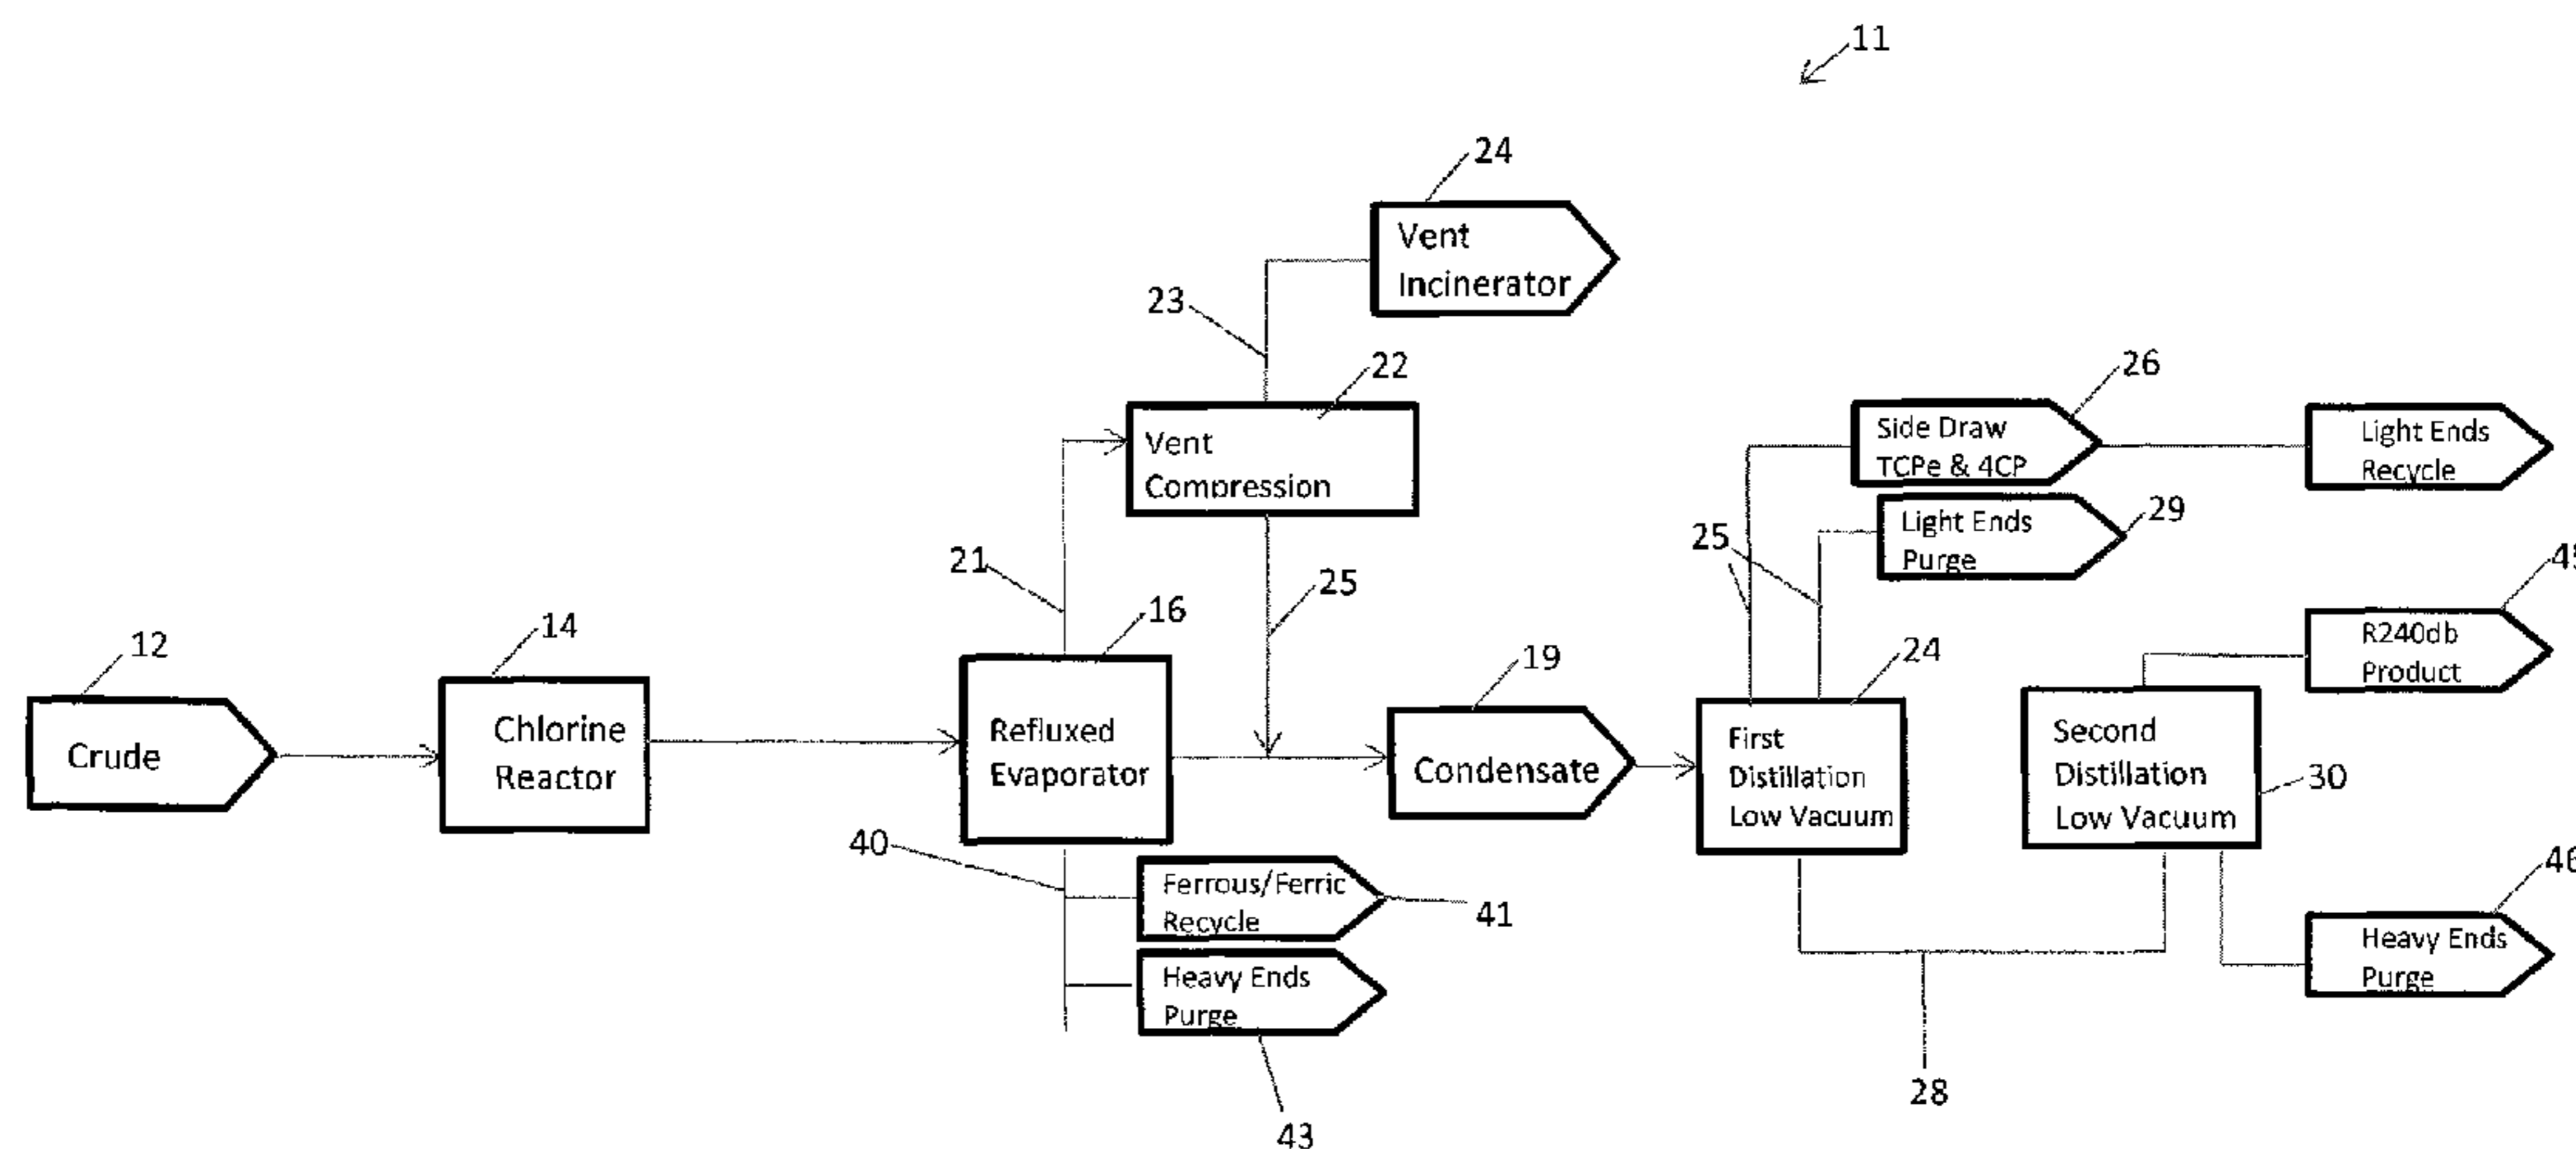 11
24
Vent
Incinerator
23
22
Vent
Compression
21
25
26
Side Draw
TCPe & 4CP
Light Ends
Recycle
29
Light Ends
Purge
25
12
Crude
14
Chlorine
Reactor
16
Refluxed
Evaporator
19
Condensate
24
First
Distillation
Low Vacuum
R240db
Product
Second
Distillation
Low Vacuum
30
40
Ferrous/Ferric
Recycle
41
Heavy Ends
Purge
43
28
46
Heavy Ends
Purge